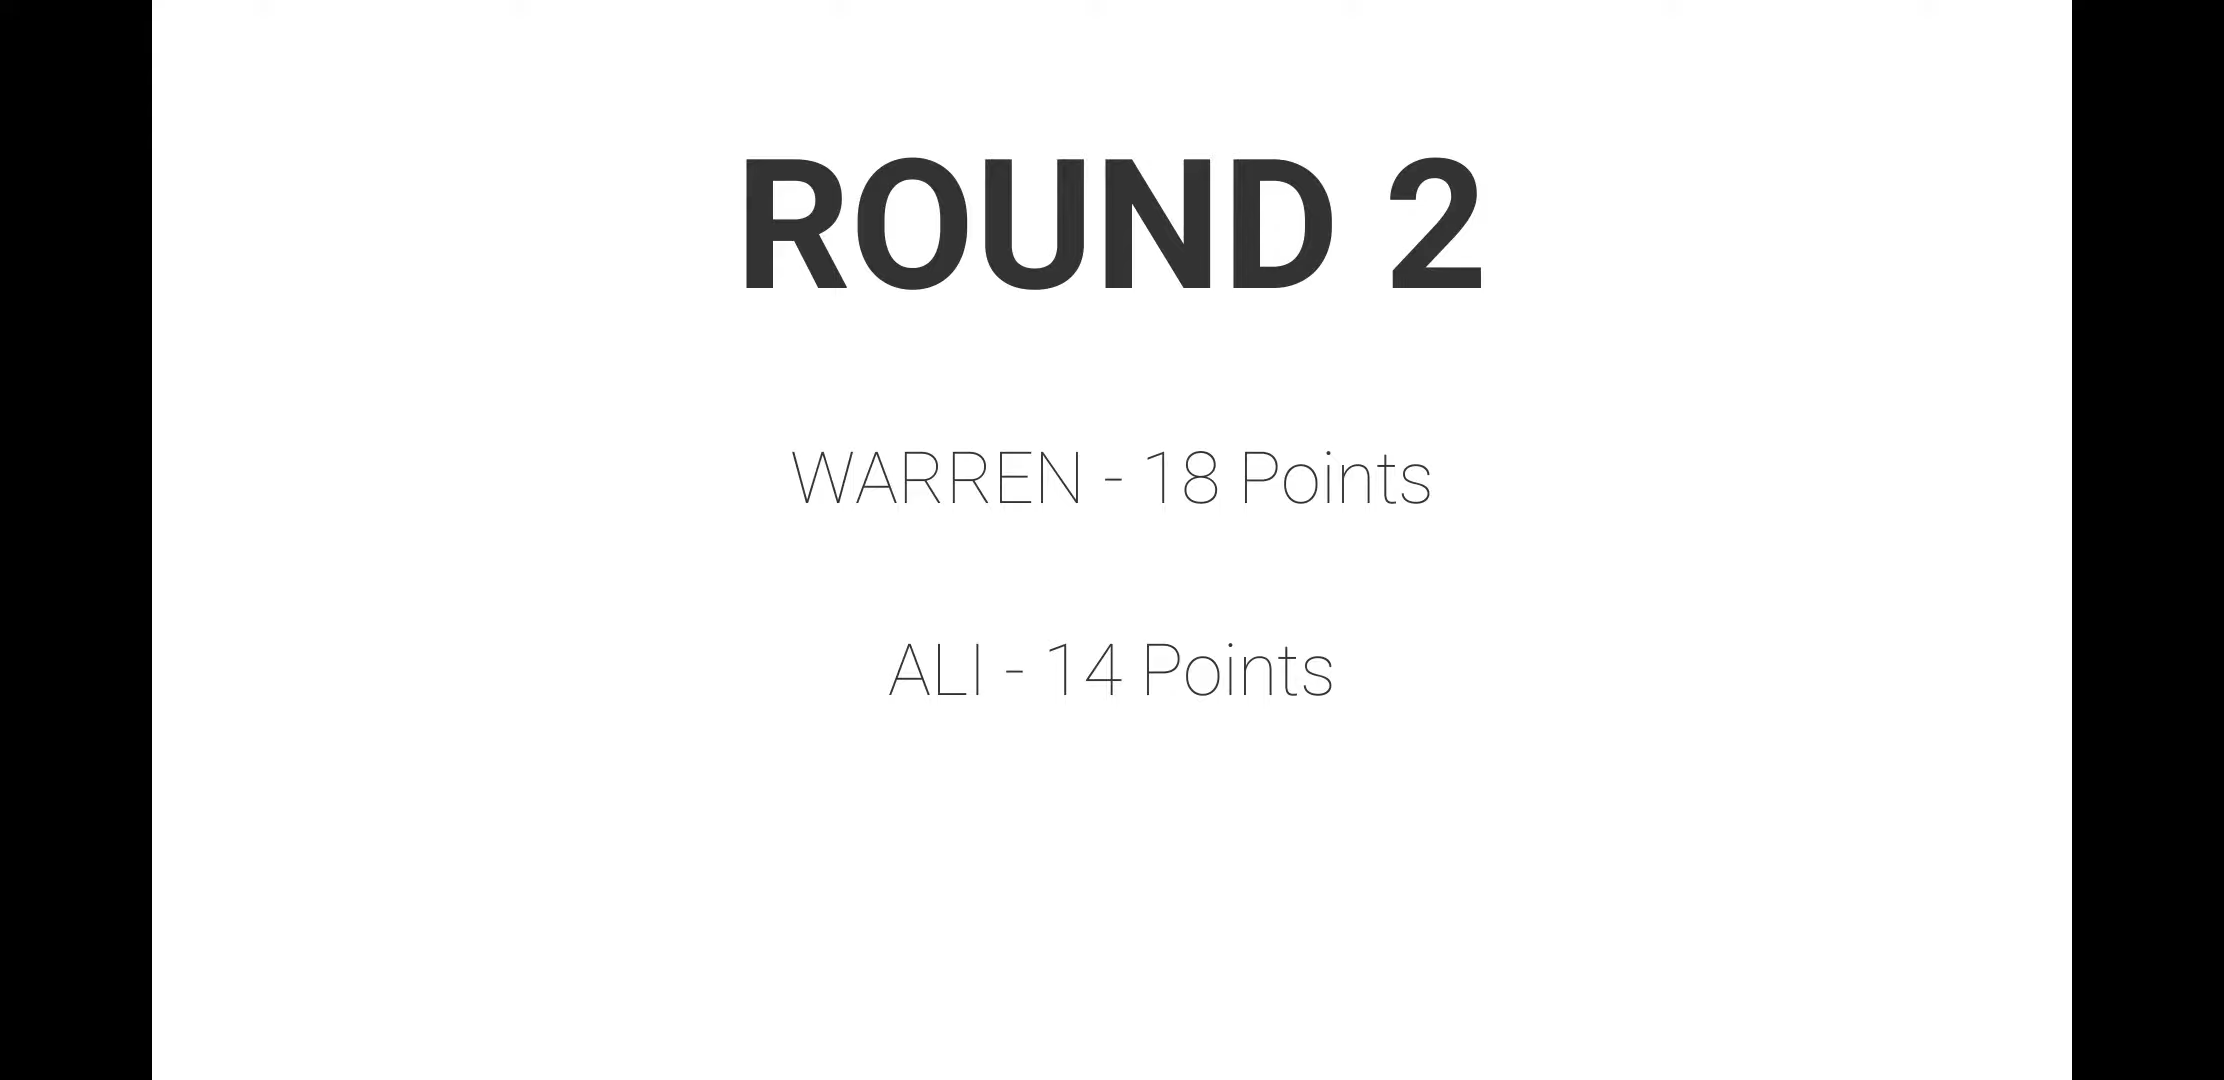 ROUND 2
WARREN - 18 Points
ALI - 14 Points